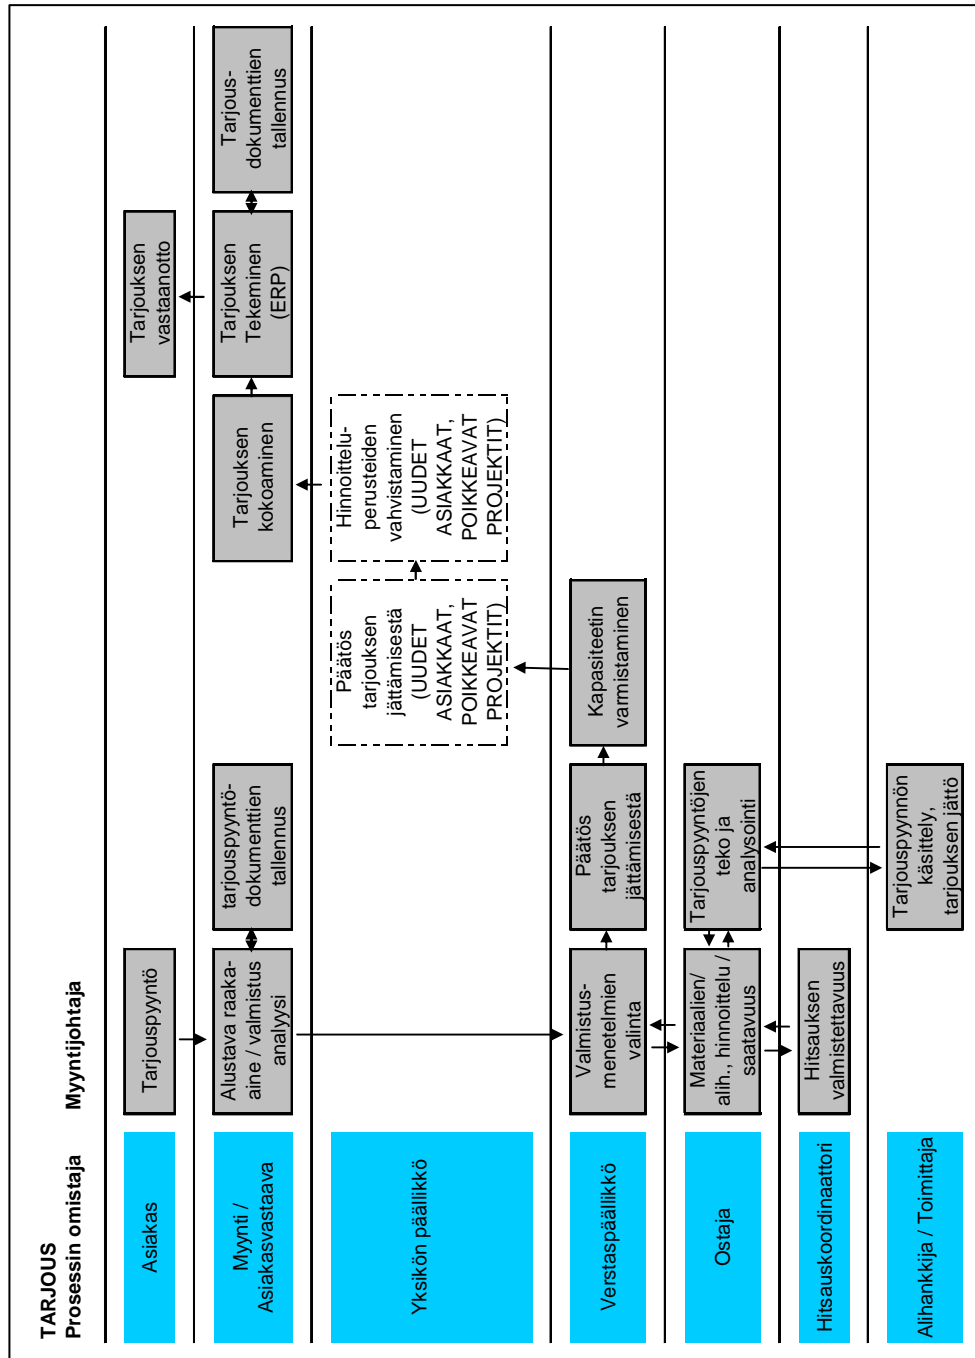 TARJOUS
Prosessin omistaja
Myyntijohtaja
Asiakas
Tarjouspyyntö
Tarjouksen
vastaanotto
Myynti /
Asiakasvastaava
Alustava raaka-
aine / valmistus
analyysi
tarjouspyyntö-
dokumenttien
tallennus
Tarjouksen
kokoaminen
Tarjouksen
Tekeminen
(ERP)
Tarjous-
dokumenttien
tallennus
Yksikön päällikkö
Päätös
tarjouksen
jättämisestä
(UUDET
ASIAKKAAT,
POIKKEAVAT
PROJEKTIT)
Hinnoittelu-
perusteiden
vahvistaminen
(UUDET
ASIAKKAAT,
POIKKEAVAT
PROJEKTIT)
Verstaspäällikkö
Valmistus-
menetelmien
valinta
Päätös
tarjouksen
jättämisestä
Kapasiteetin
varmistaminen
Ostaja
Materiaalien/
alih., hinnoittelu /
saatavuus
Tarjouspyyntöjen
teko ja
analysointi
Hitsauskoordinaattori
Hitsauksen
valmistettavuus
Alihankkija / Toimittaja
Tarjouspyynnön
käsittely,
tarjouksen jättö